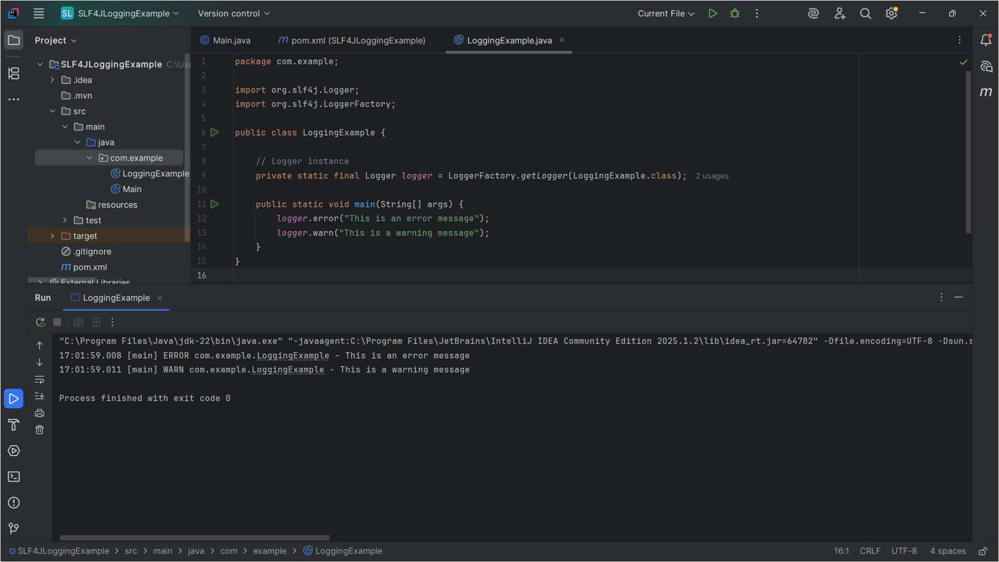 SL SLF4JLoggingExample Version control Current File
Project
Main.java
pom.xml (SLF4JLoggingExample)
LoggingExample.java
SLF4JLoggingExample C:\Use
.idea
.mvn
src
main
java
com.example
LoggingExample
Main
resources
test
target
.gitignore
pom.xml
External Libraries
1 package com.example;
2
3 import org.slf4j.Logger;
4 import org.slf4j.LoggerFactory;
5
6 public class LoggingExample {
7
8 // Logger instance
9 private static final Logger logger = LoggerFactory.getLogger(LoggingExample.class); 2 usages
10
11 public static void main(String[] args) {
12 logger.error("This is an error message");
13 logger.warn("This is a warning message");
14 }
15 }
16
Run LoggingExample
"C:\Program Files\Java\jdk-22\bin\java.exe" "-javaagent:C:\Program Files\JetBrains\IntelliJ IDEA Community Edition 2025.1.2\lib\idea_rt.jar=64782" -Dfile.encoding=UTF-8 -Dsun.s
17:01:59.008 [main] ERROR com.example.LoggingExample - This is an error message
17:01:59.011 [main] WARN com.example.LoggingExample - This is a warning message
Process finished with exit code 0
SLF4JLoggingExample > src > main > java > com > example > LoggingExample 16:1 CRLF UTF-8 4 spaces